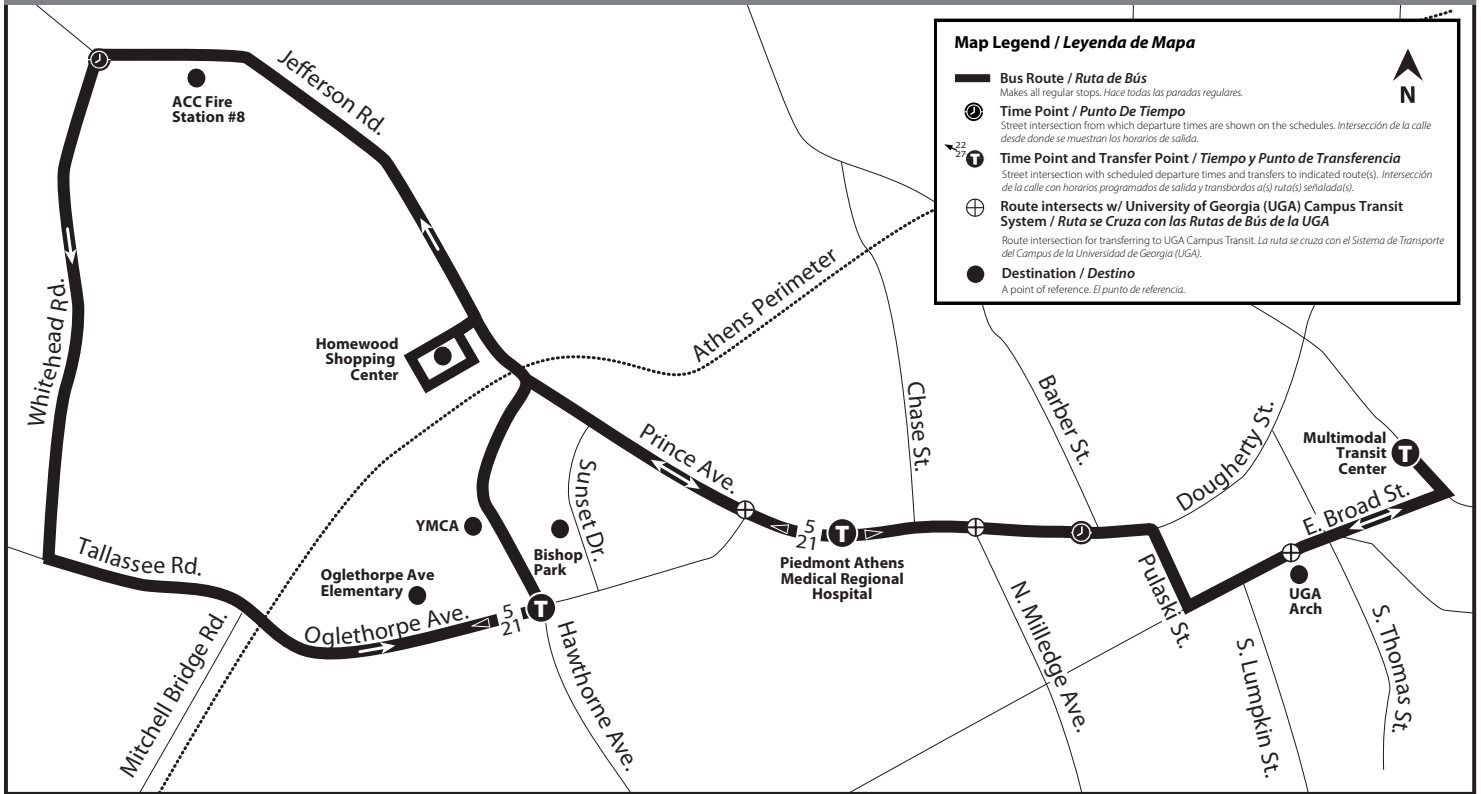 Map Legend / Leyenda de Mapa
N
Bus Route / Ruta de Bús
Makes all regular stops. Hace todas las paradas regulares.
Time Point / Punto De Tiempo
Street intersection from which departure times are shown on the schedules. Intersección de la calle
desde donde se muestran los horarios de salida.
22
27
T
Time Point and Transfer Point / Tiempo y Punto de Transferencia
Street intersection with scheduled departure times and transfers to indicated route(s). Intersección
de la calle con horarios programados de salida y transbordos a(s) ruta(s) señalada(s).
Route intersects w/ University of Georgia (UGA) Campus Transit
System / Ruta se Cruza con las Rutas de Bús de la UGA
Route intersection for transferring to UGA Campus Transit. La ruta se cruza con el Sistema de Transporte
del Campus de la Universidad de Georgia (UGA).
Destination / Destino
A point of reference. El punto de referencia.
Jefferson Rd.
ACC Fire
Station #8
Whitehead Rd.
Homewood
Shopping
Center
Athens Perimeter
Chase St.
Barber St.
Dougherty St.
Multimodal
Transit
Center
T
Prince Ave.
Sunset Dr.
E. Broad St.
YMCA
Bishop
Park
5
21
T
Piedmont Athens
Medical Regional
Hospital
Tallassee Rd.
Oglethorpe Ave
Elementary
Pulaski St.
UGA
Arch
Oglethorpe Ave.
5
21
T
Mitchell Bridge Rd.
Hawthorne Ave.
N. Milledge Ave.
S. Lumpkin St.
S. Thomas St.